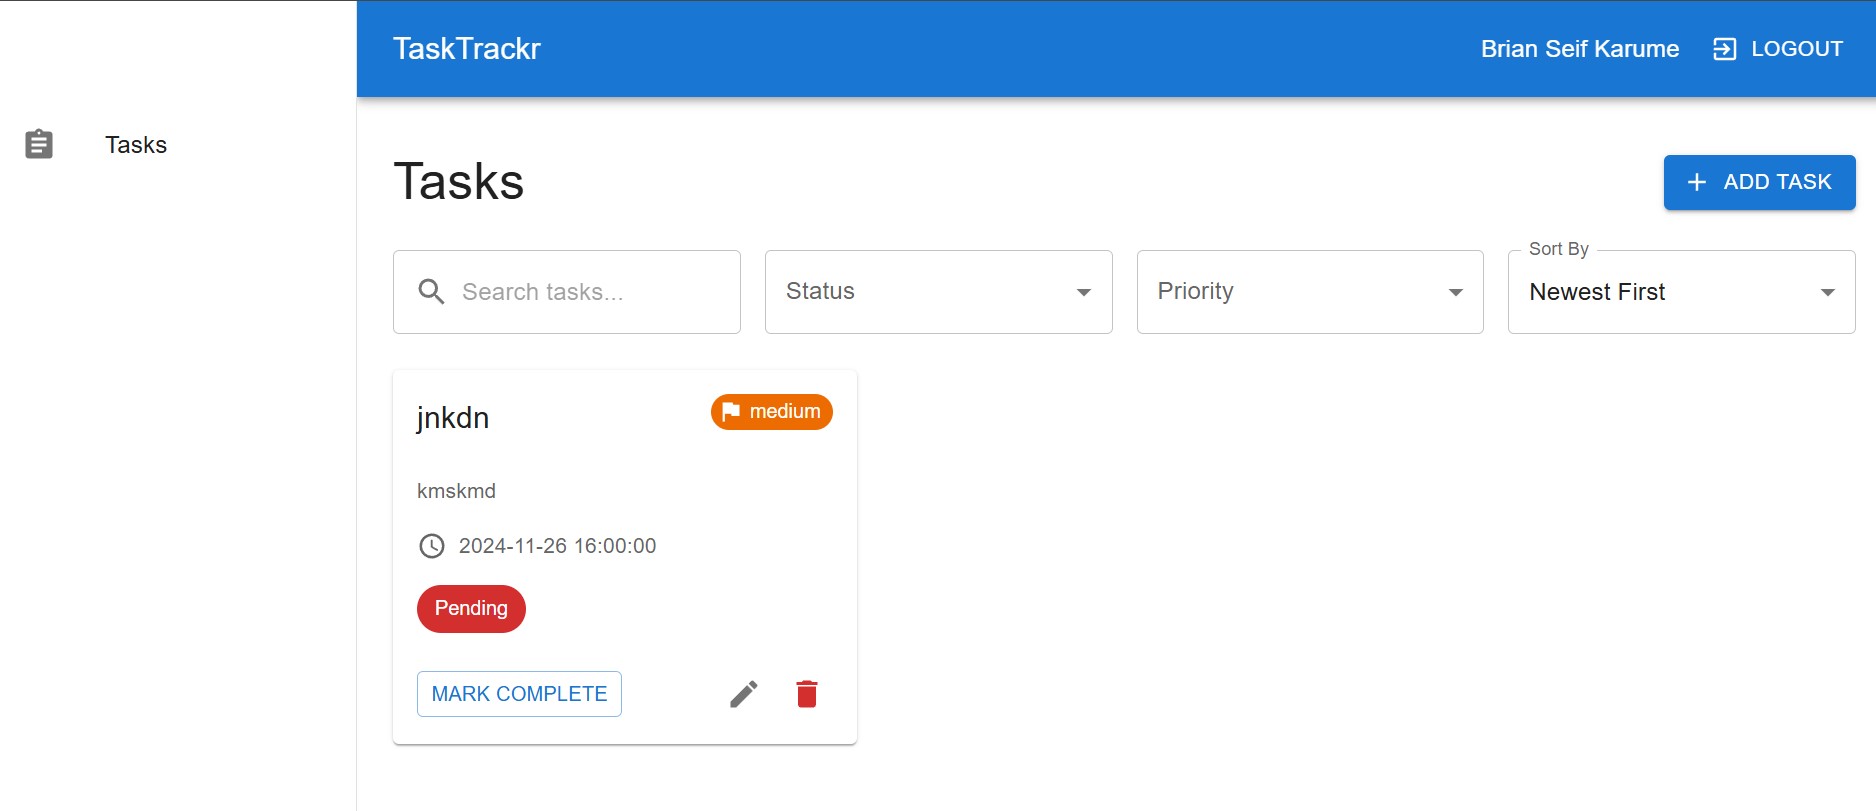 TaskTrackr
Brian Seif Karume
LOGOUT
Tasks
Tasks
ADD TASK
Search tasks...
Status
Priority
Sort By
Newest First
jnkdn
medium
kmskmd
2024-11-26 16:00:00
Pending
MARK COMPLETE